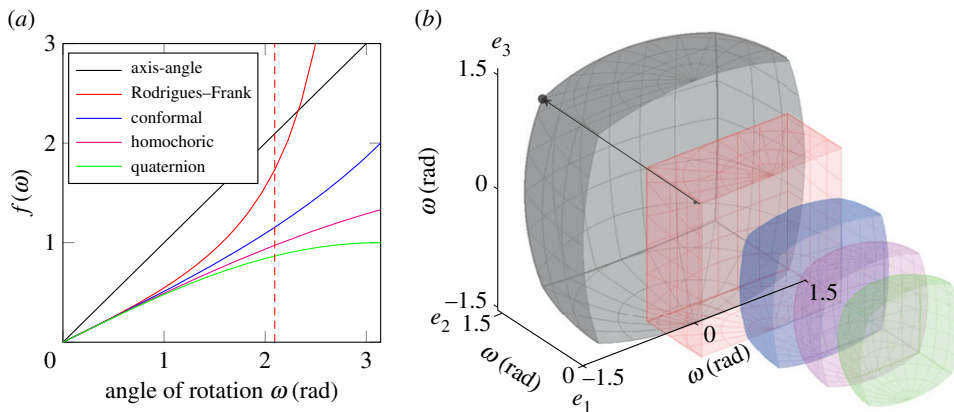 (a)
3
2
1
0
0
1
2
3
f(ω)
angle of rotation ω (rad)
axis-angle
Rodrigues–Frank
conformal
homochoric
quaternion
(b)
e3
1.5
0
−1.5
ω (rad)
e2
1.5
0
ω (rad)
−1.5
0
1.5
e1
ω (rad)